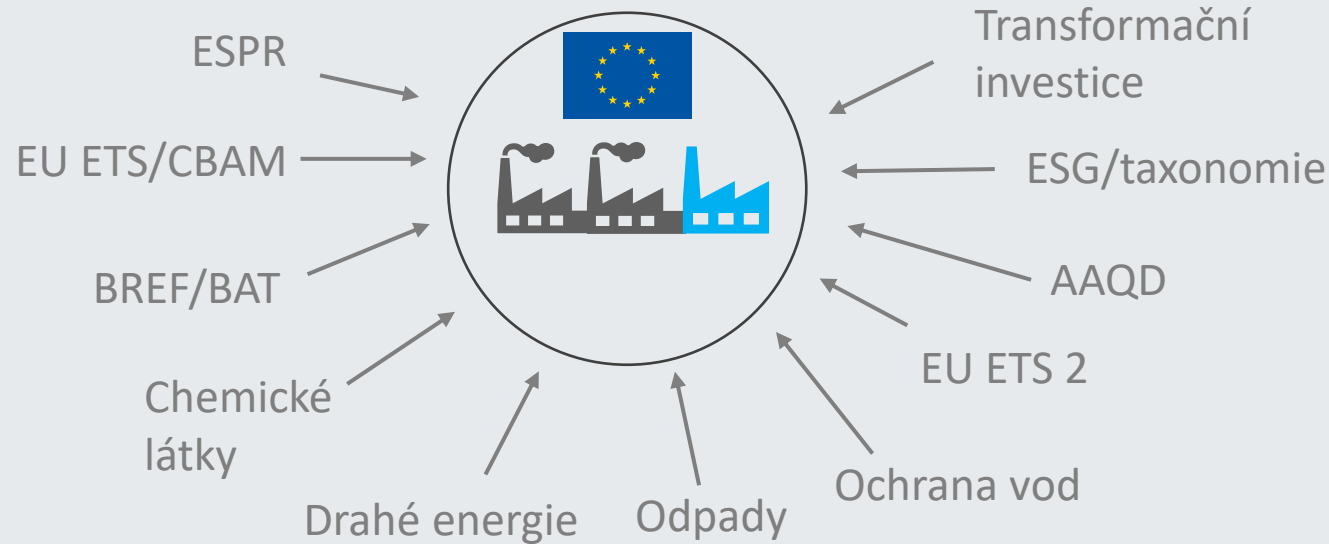 ESPR
EU ETS/CBAM
BREF/BAT
Chemické
látky
Drahé energie
Odpady
Ochrana vod
EU ETS 2
AAQD
ESG/taxonomie
Transformační
investice